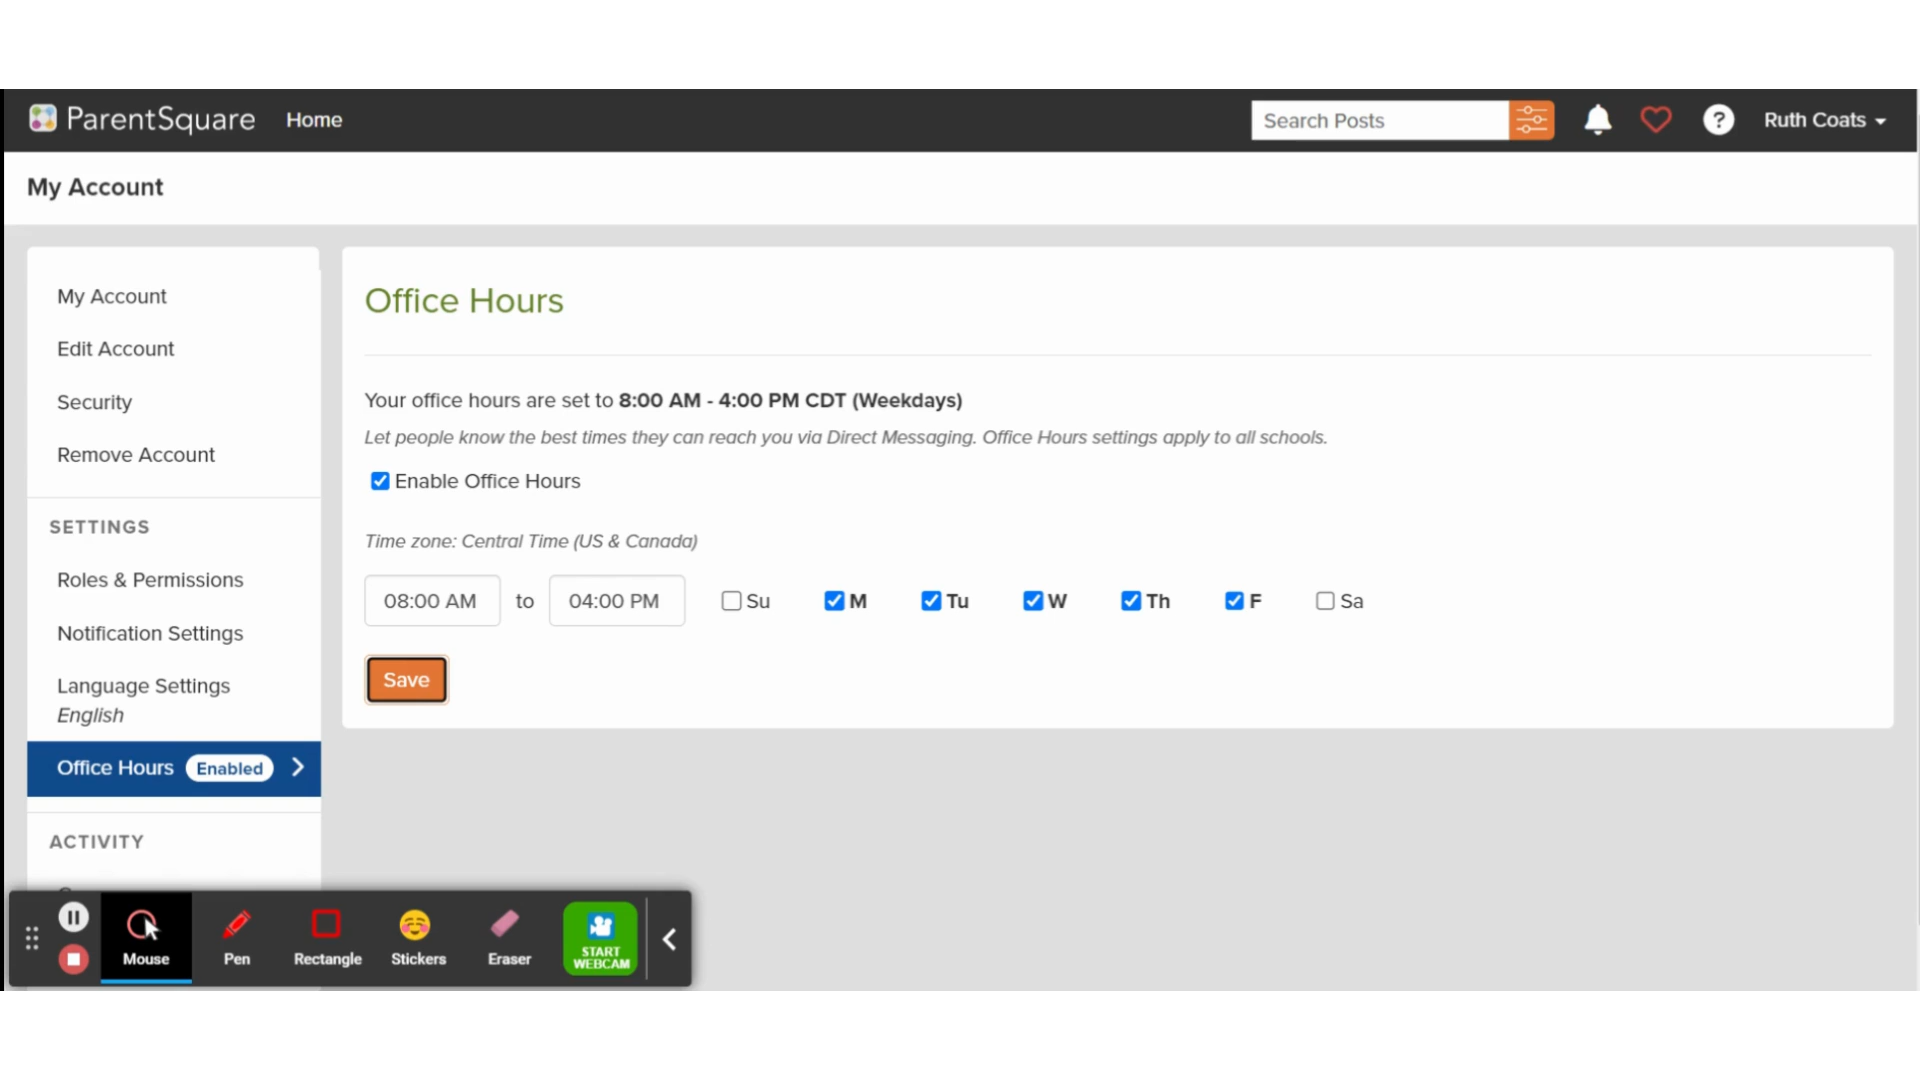 ParentSquare Home Search Posts ? Ruth Coats
My Account
My Account
Edit Account
Security
Remove Account
SETTINGS
Roles & Permissions
Notification Settings
Language Settings
English
Office Hours Enabled
ACTIVITY
Office Hours
Your office hours are set to 8:00 AM - 4:00 PM CDT (Weekdays)
Let people know the best times they can reach you via Direct Messaging. Office Hours settings apply to all schools.
Enable Office Hours
Time zone: Central Time (US & Canada)
08:00 AM to 04:00 PM Su M Tu W Th F Sa
Save
Mouse Pen Rectangle Stickers Eraser START
WEBCAM